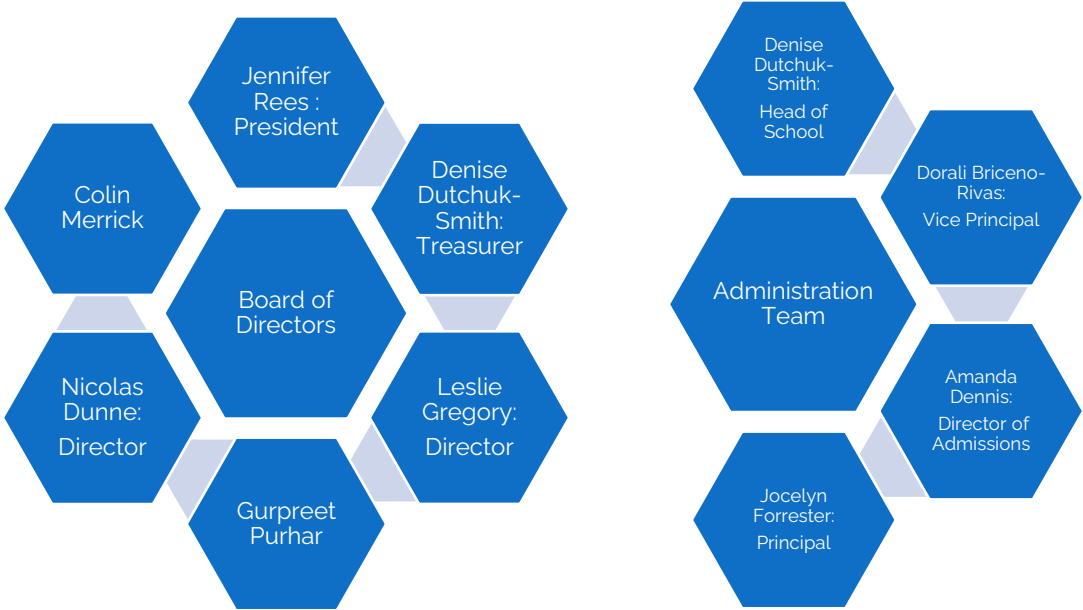 Jennifer
Rees :
President
Denise
Dutchuk-
Smith:
Treasurer
Leslie
Gregory:
Director
Gurpreet
Purhar
Nicolas
Dunne:
Director
Colin
Merrick
Board of
Directors
Denise
Dutchuk-
Smith:
Head of
School
Dorali Briceno-
Rivas:
Vice Principal
Amanda
Dennis:
Director of
Admissions
Jocelyn
Forrester:
Principal
Administration
Team